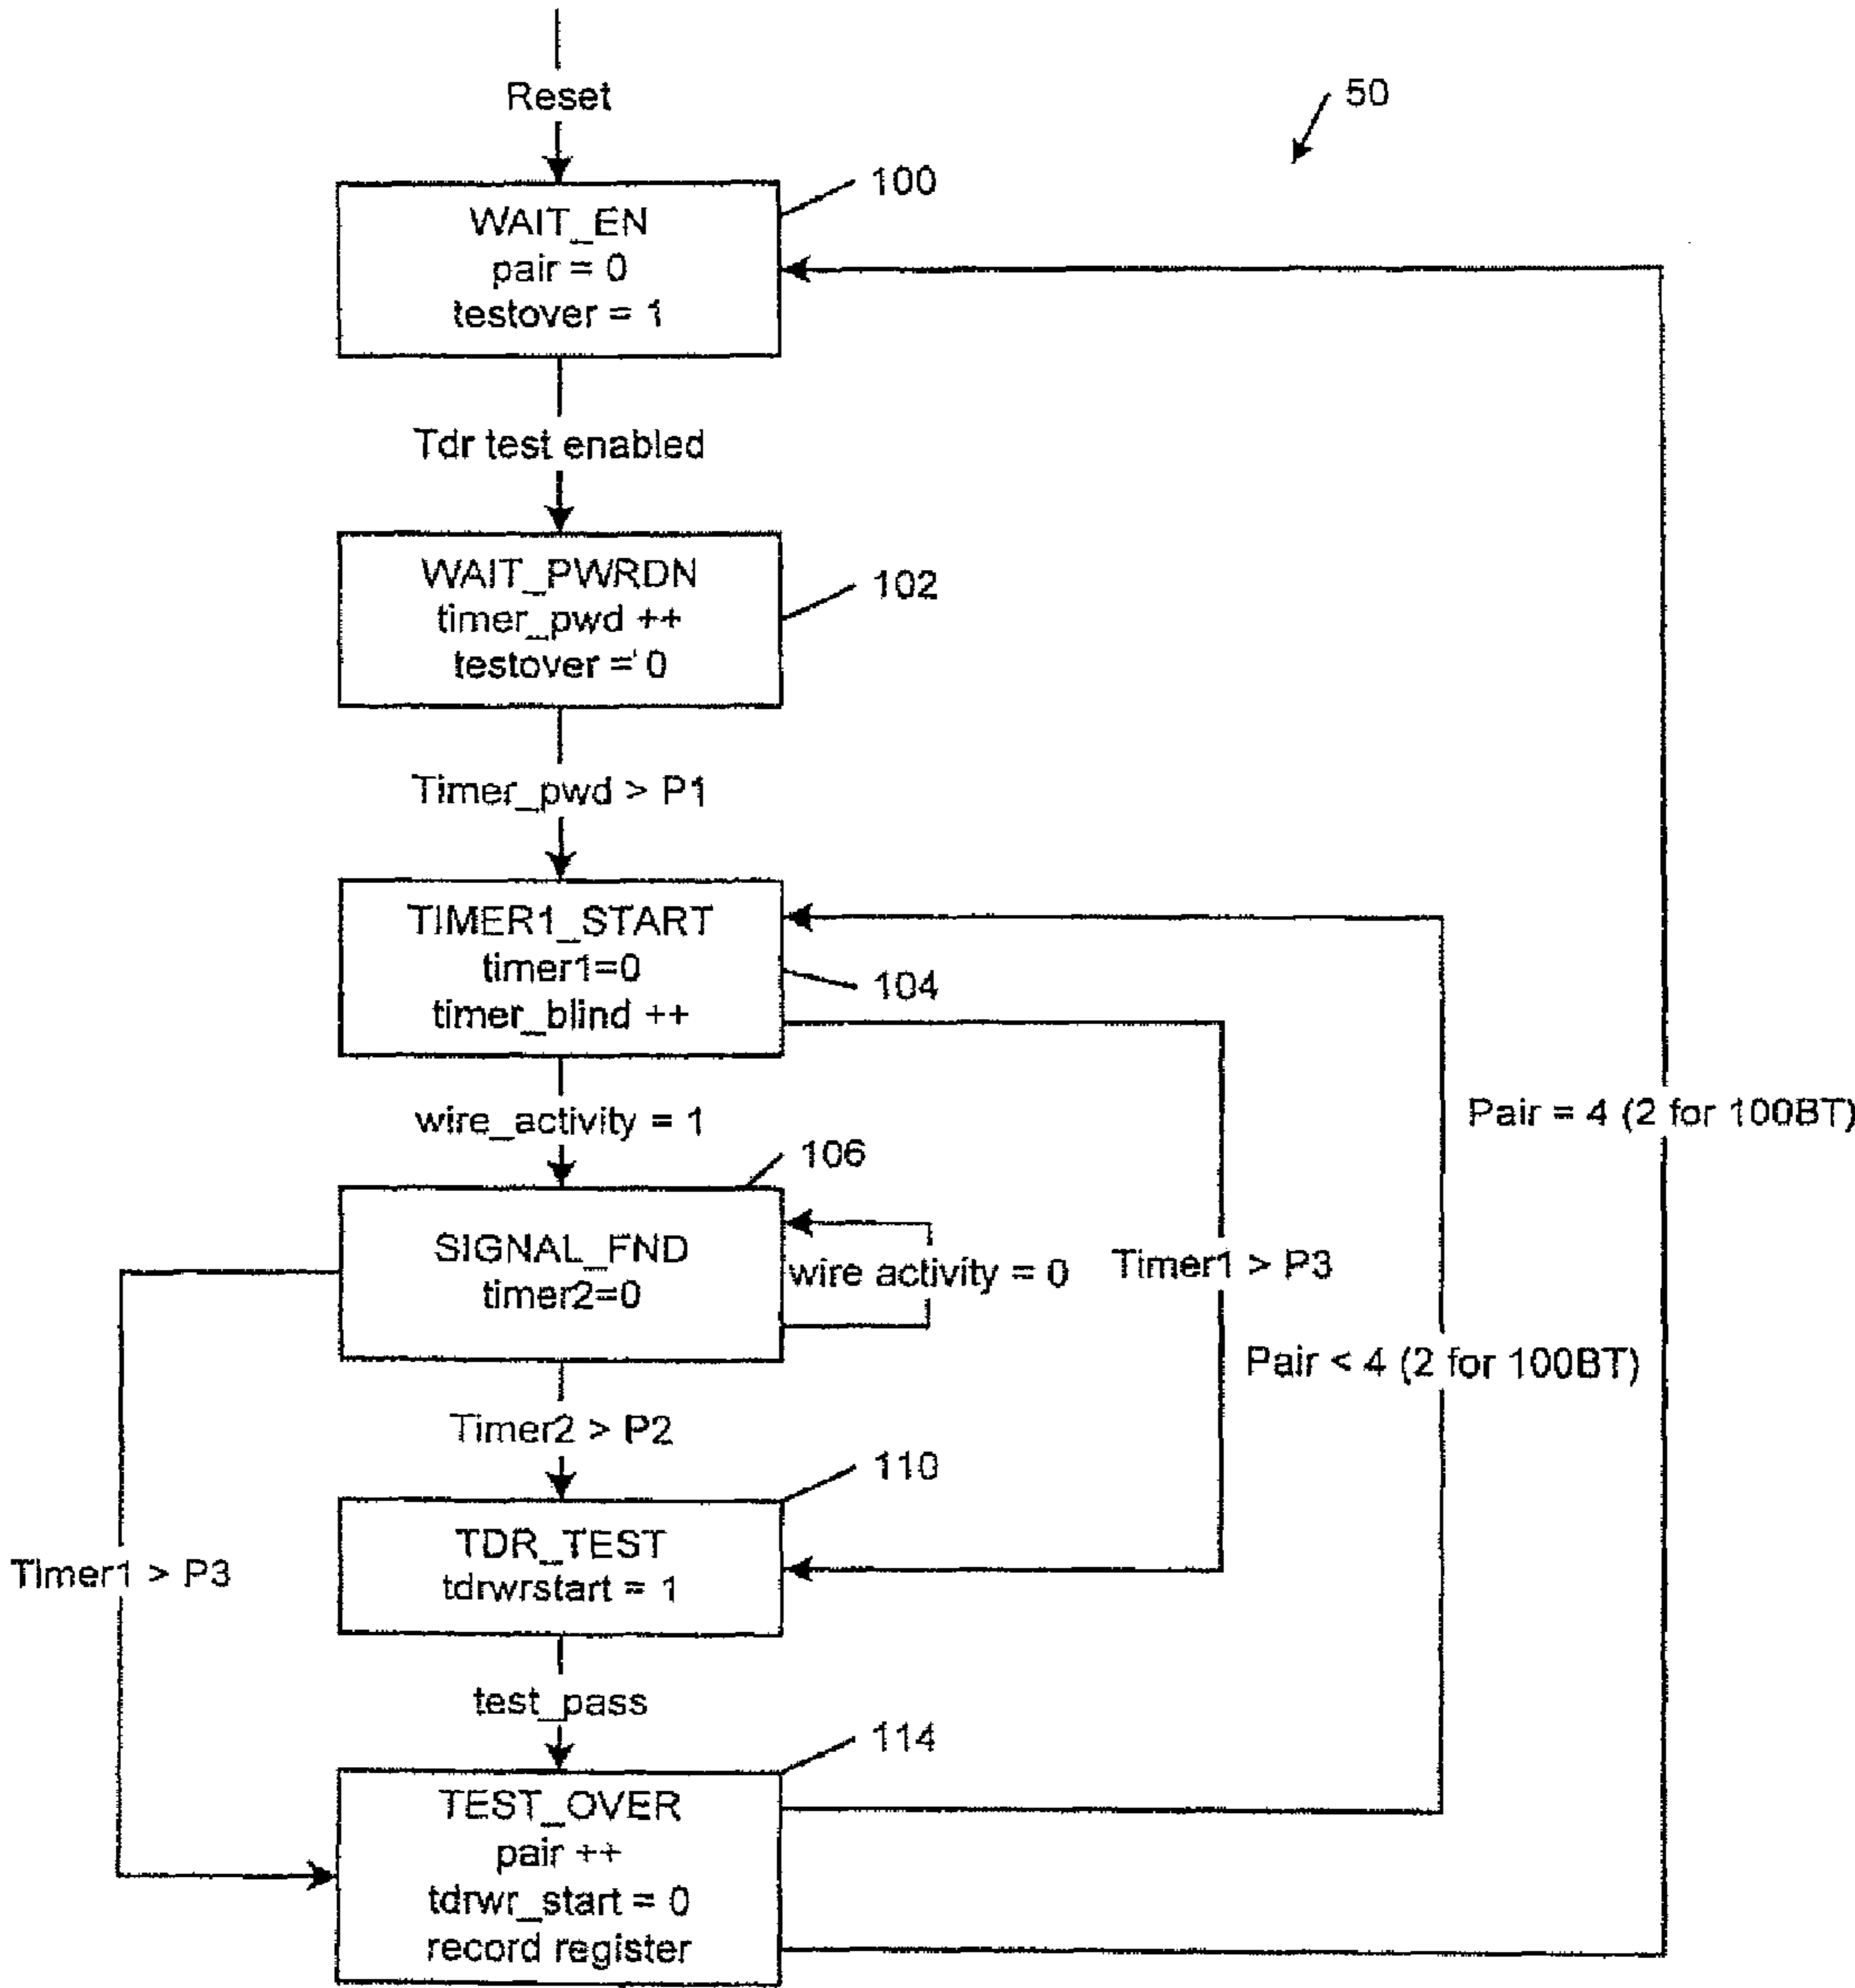 Reset
50
100
WAIT_EN
pair = 0
testover = 1
Tdr test enabled
WAIT_PWRDN
timer_pwd ++
testover = 0
102
Timer_pwd > P1
TIMER1_START
timer1=0
timer_blind ++
104
wire_activity = 1
Pair = 4 (2 for 100BT)
106
SIGNAL_FND
timer2=0
wire activity = 0
Timer1 > P3
Pair < 4 (2 for 100BT)
Timer2 > P2
110
TDR_TEST
tdrwrstart = 1
Timer1 > P3
test_pass
114
TEST_OVER
pair ++
tdrwr_start = 0
record register